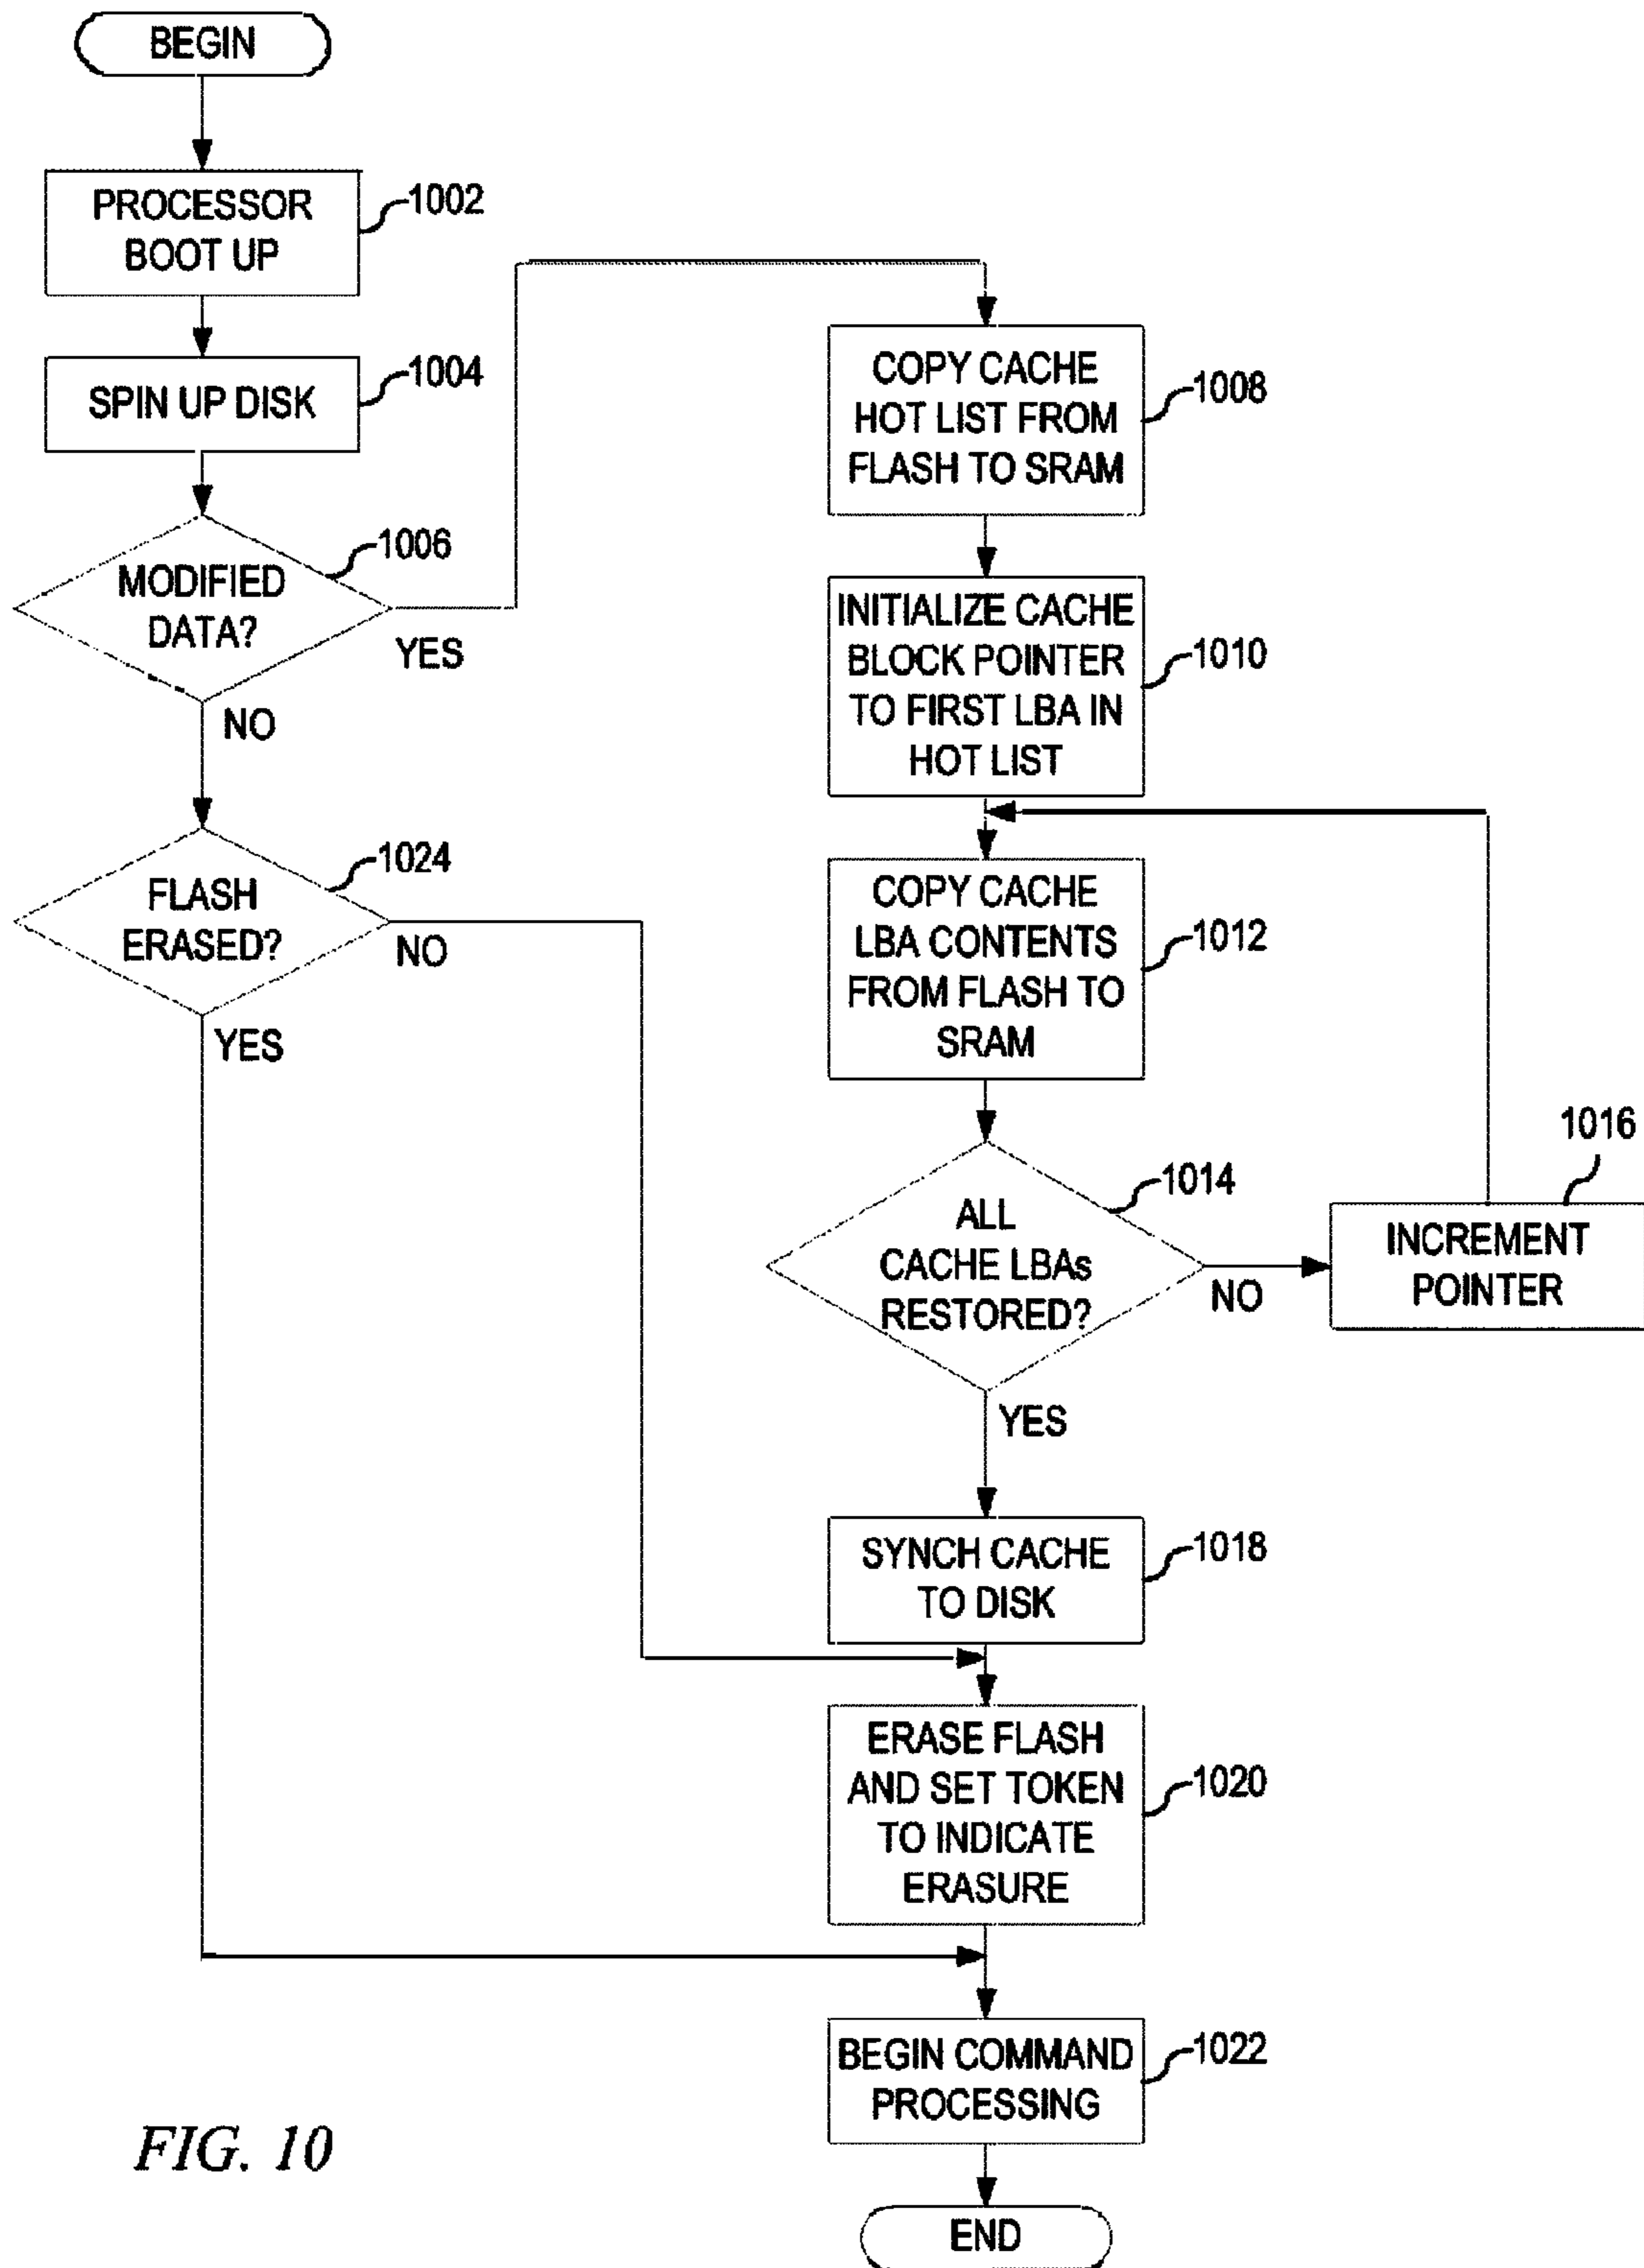 BEGIN
PROCESSOR
BOOT UP
1002
SPIN UP DISK
1004
MODIFIED
DATA?
1006
YES
NO
FLASH
ERASED?
1024
NO
YES
COPY CACHE
HOT LIST FROM
FLASH TO SRAM
1008
INITIALIZE CACHE
BLOCK POINTER
TO FIRST LBA IN
HOT LIST
1010
COPY CACHE
LBA CONTENTS
FROM FLASH TO
SRAM
1012
ALL
CACHE LBAs
RESTORED?
1014
NO
INCREMENT
POINTER
1016
YES
SYNCH CACHE
TO DISK
1018
ERASE FLASH
AND SET TOKEN
TO INDICATE
ERASURE
1020
BEGIN COMMAND
PROCESSING
1022
END
FIG. 10